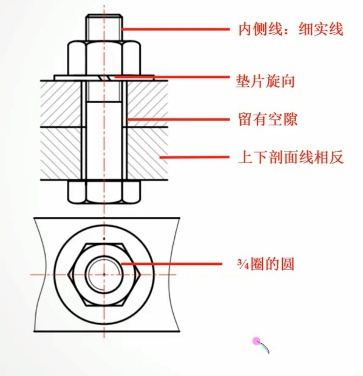 内侧线：细实线
垫片旋向
留有空隙
上下剖面线相反
¾圈的圆